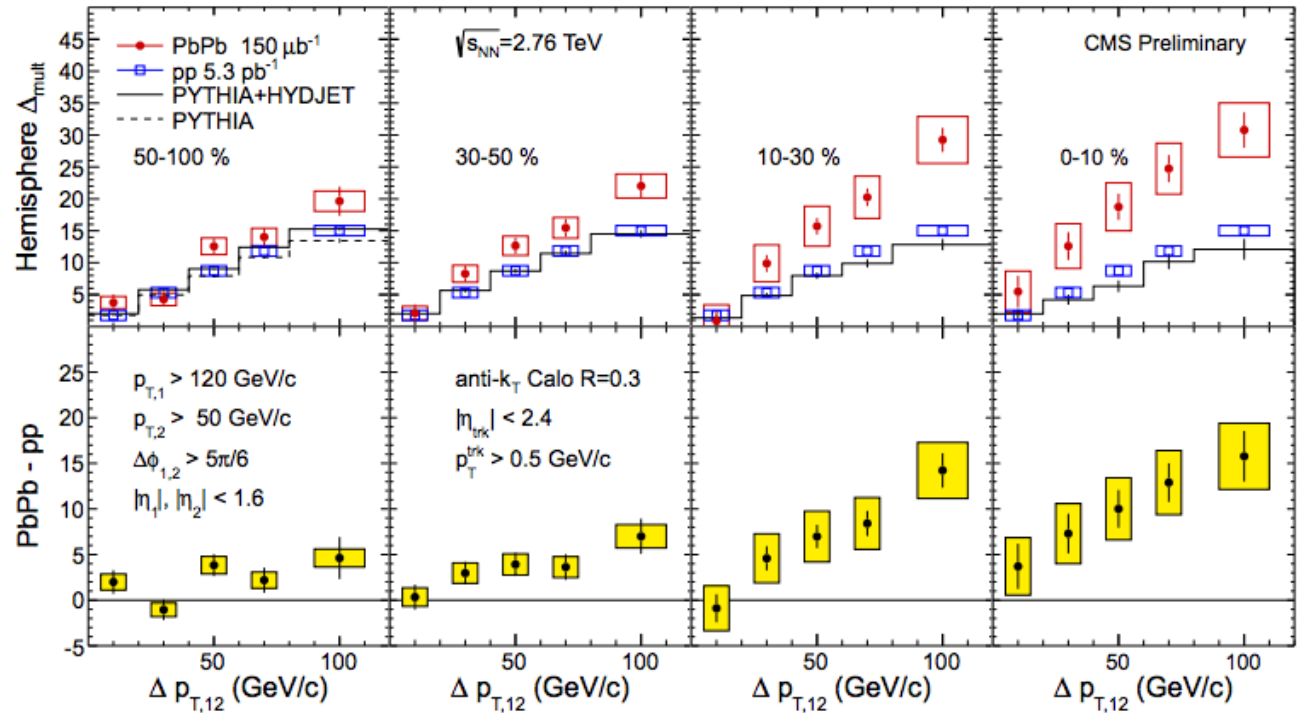 Hemisphere Δmult
45
40
35
30
25
20
15
10
5
PbPb 150 μb⁻¹
pp 5.3 pb⁻¹
PYTHIA+HYDJET
PYTHIA
50-100 %
√sNN=2.76 TeV
30-50 %
10-30 %
CMS Preliminary
0-10 %
PbPb - pp
25
20
15
10
5
0
-5
pT,1 > 120 GeV/c
pT,2 > 50 GeV/c
Δϕ1,2 > 5π/6
|η1|, |η2| < 1.6
anti-kT Calo R=0.3
|ηtrk| < 2.4
pTtrk > 0.5 GeV/c
50 100
50 100
50 100
50 100
Δ pT,12 (GeV/c)
Δ pT,12 (GeV/c)
Δ pT,12 (GeV/c)
Δ pT,12 (GeV/c)